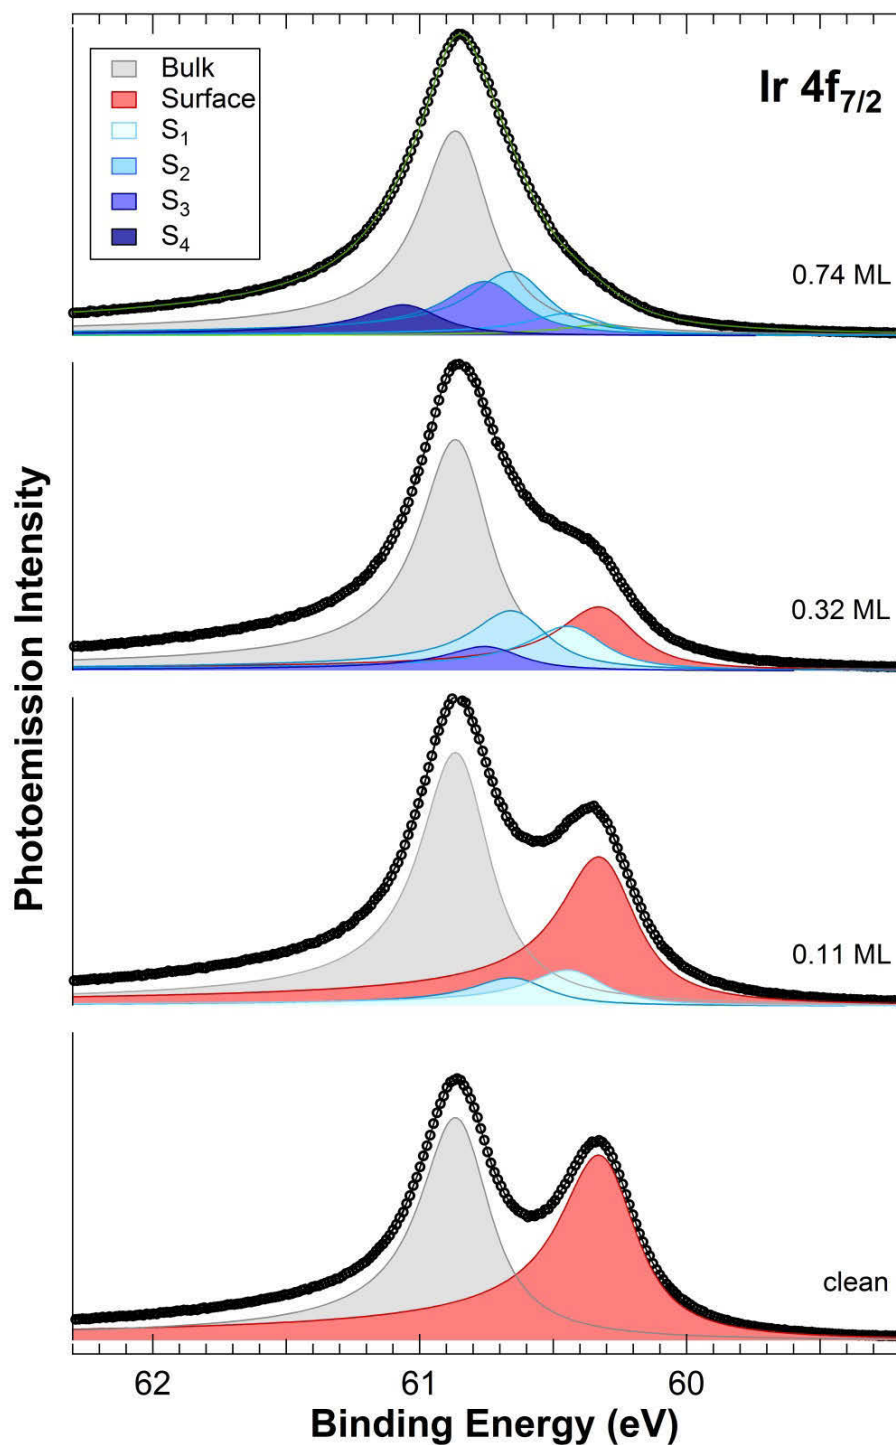 Ir 4f7/2
Bulk
Surface
S1
S2
S3
S4
0.74 ML
0.32 ML
0.11 ML
clean
Photoemission Intensity
62 61 60
Binding Energy (eV)